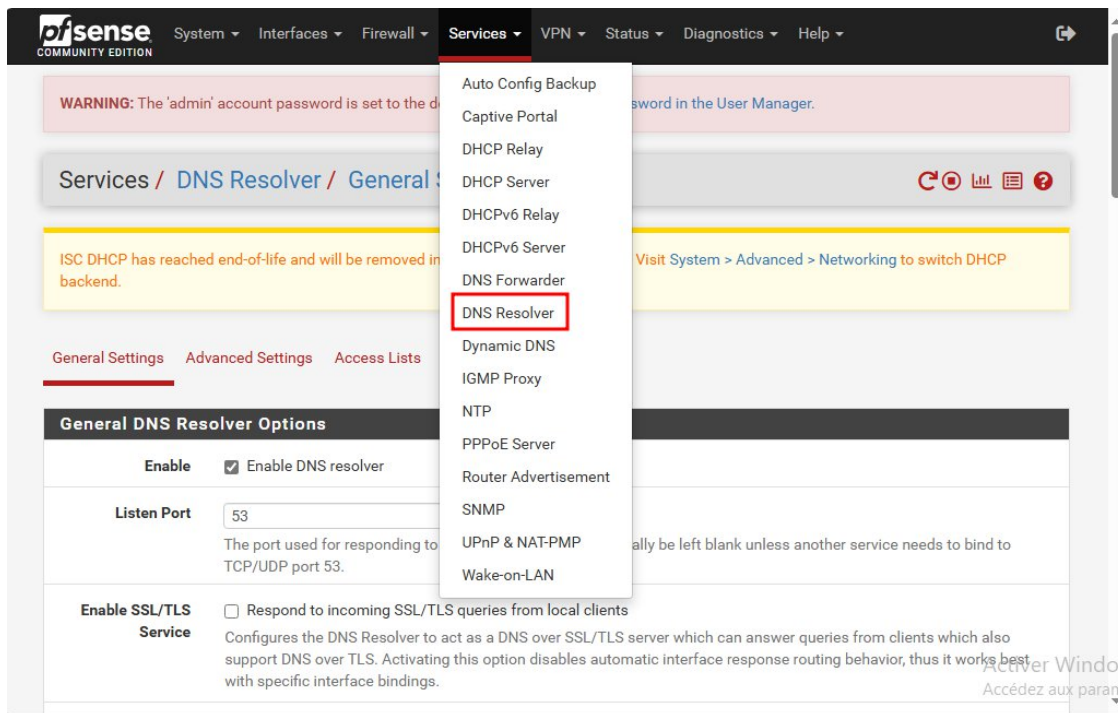 pfsense
COMMUNITY EDITION
System Interfaces Firewall Services VPN Status Diagnostics Help
Auto Config Backup
Captive Portal
DHCP Relay
DHCP Server
DHCPv6 Relay
DHCPv6 Server
DNS Forwarder
DNS Resolver
Dynamic DNS
IGMP Proxy
NTP
PPPoE Server
Router Advertisement
SNMP
UPnP & NAT-PMP
Wake-on-LAN
WARNING: The 'admin' account password is set to the d sword in the User Manager.
Services / DNS Resolver / General
ISC DHCP has reached end-of-life and will be removed in Visit System > Advanced > Networking to switch DHCP
backend.
General Settings Advanced Settings Access Lists
General DNS Resolver Options
Enable Enable DNS resolver
Listen Port 53
The port used for responding to ally be left blank unless another service needs to bind to
TCP/UDP port 53.
Enable SSL/TLS Service Respond to incoming SSL/TLS queries from local clients
Configures the DNS Resolver to act as a DNS over SSL/TLS server which can answer queries from clients which also
support DNS over TLS. Activating this option disables automatic interface response routing behavior, thus it works best
with specific interface bindings.
Activer Windo
Accédez aux param